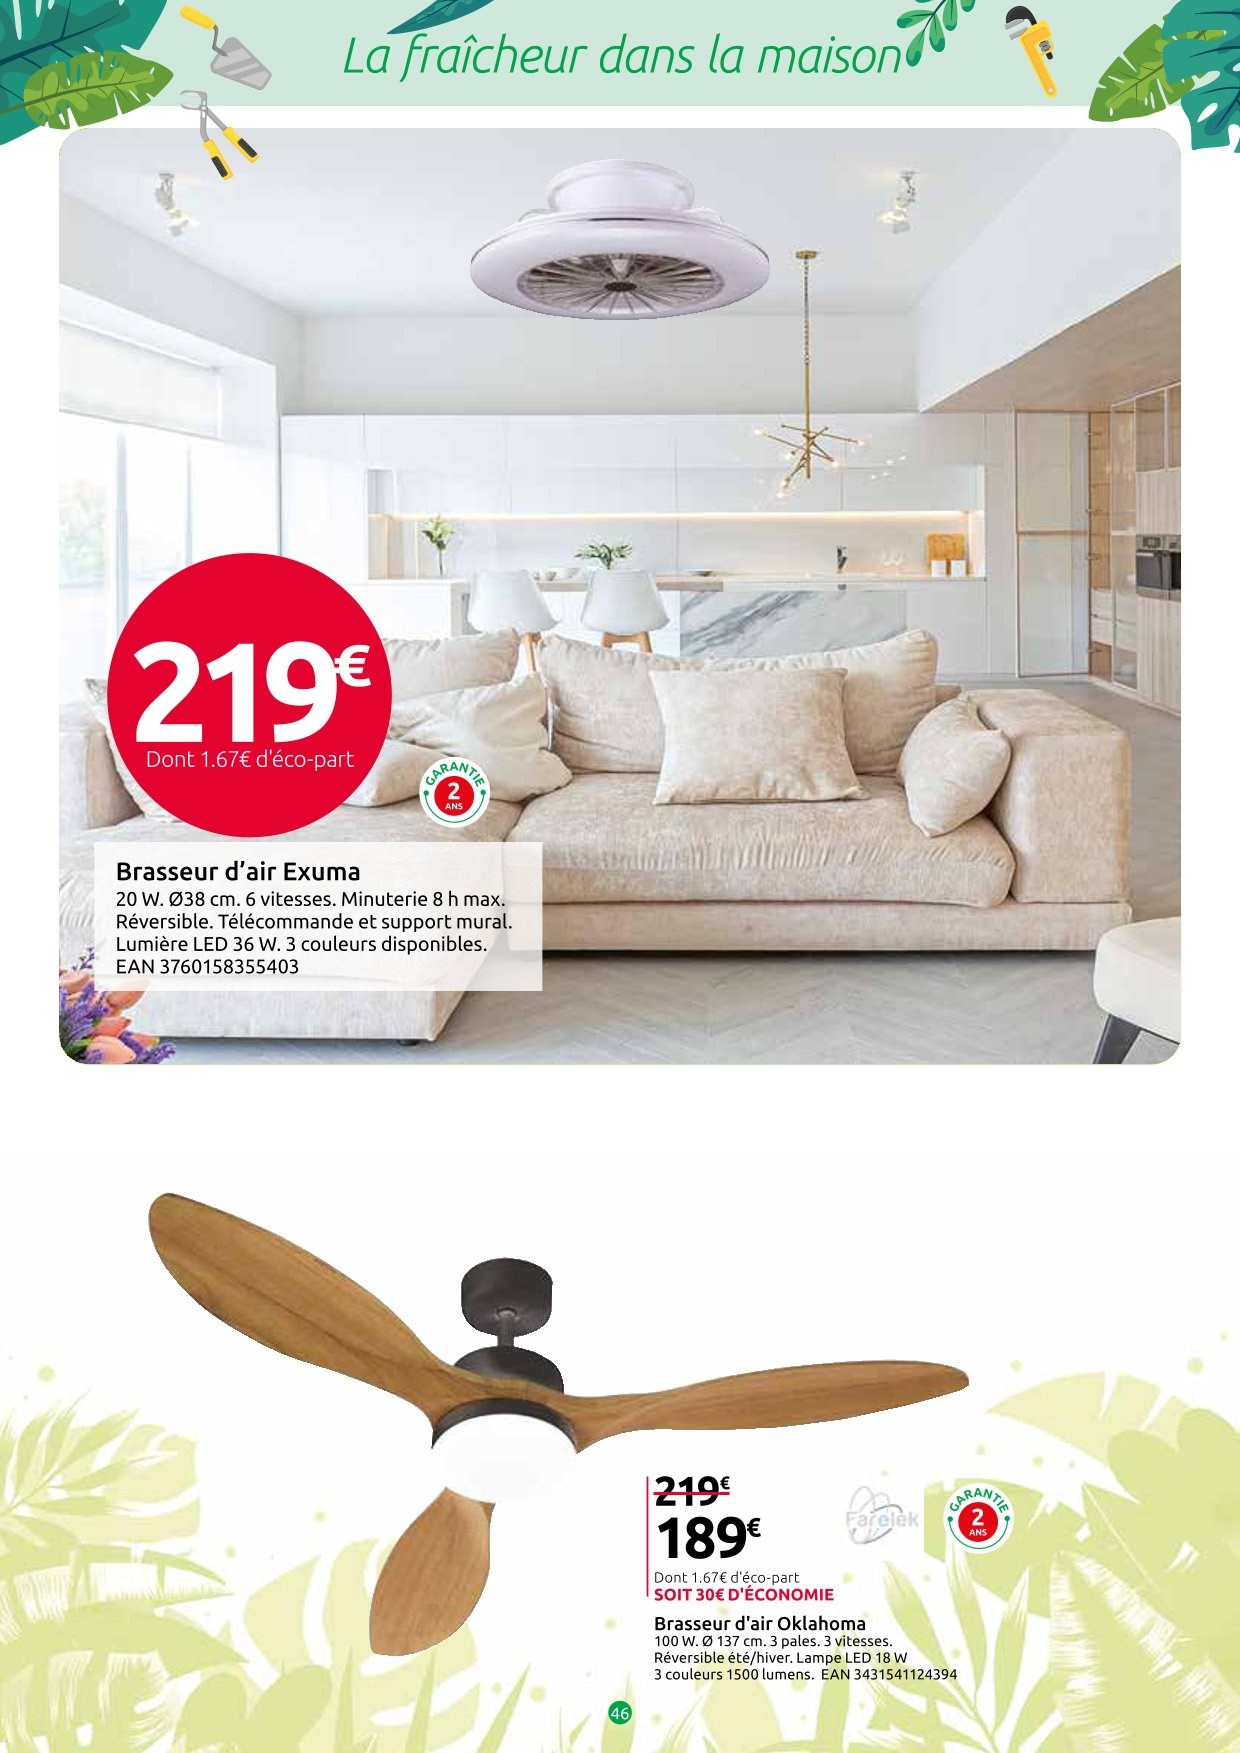 La fraîcheur dans la maison
219€
Dont 1.67€ d'éco-part
GARANTIE
2
ANS
Brasseur d’air Exuma
20 W. Ø38 cm. 6 vitesses. Minuterie 8 h max.
Réversible. Télécommande et support mural.
Lumière LED 36 W. 3 couleurs disponibles.
EAN 3760158355403
219€
189€
Dont 1.67€ d'éco-part
SOIT 30€ D'ÉCONOMIE
Farelek
GARANTIE
2
ANS
Brasseur d'air Oklahoma
100 W. Ø 137 cm. 3 pales. 3 vitesses.
Réversible été/hiver. Lampe LED 18 W
3 couleurs 1500 lumens. EAN 3431541124394
46